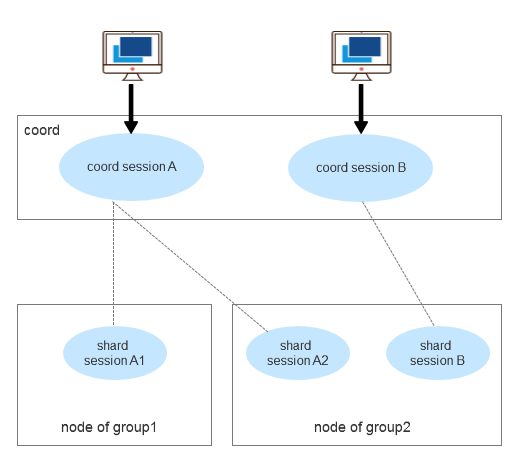 coord
coord session A
coord session B
shard
session A1
shard
session A2
shard
session B
node of group1
node of group2